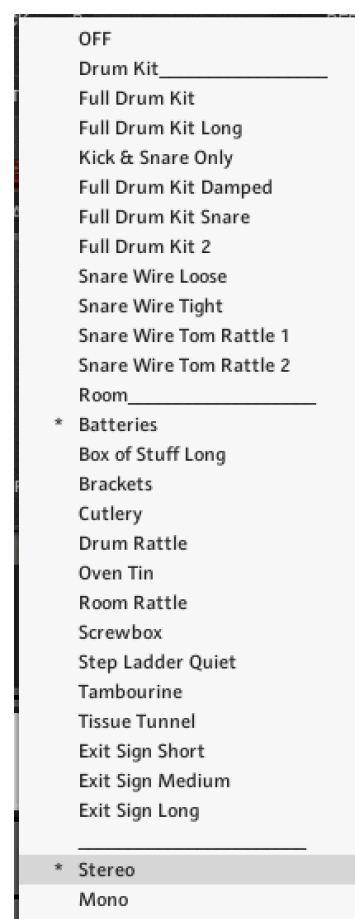 OFF
Drum Kit_________________
Full Drum Kit
Full Drum Kit Long
Kick & Snare Only
Full Drum Kit Damped
Full Drum Kit Snare
Full Drum Kit 2
Snare Wire Loose
Snare Wire Tight
Snare Wire Tom Rattle 1
Snare Wire Tom Rattle 2
Room___________________
* Batteries
Box of Stuff Long
Brackets
Cutlery
Drum Rattle
Oven Tin
Room Rattle
Screwbox
Step Ladder Quiet
Tambourine
Tissue Tunnel
Exit Sign Short
Exit Sign Medium
Exit Sign Long
_______________________
* Stereo
Mono